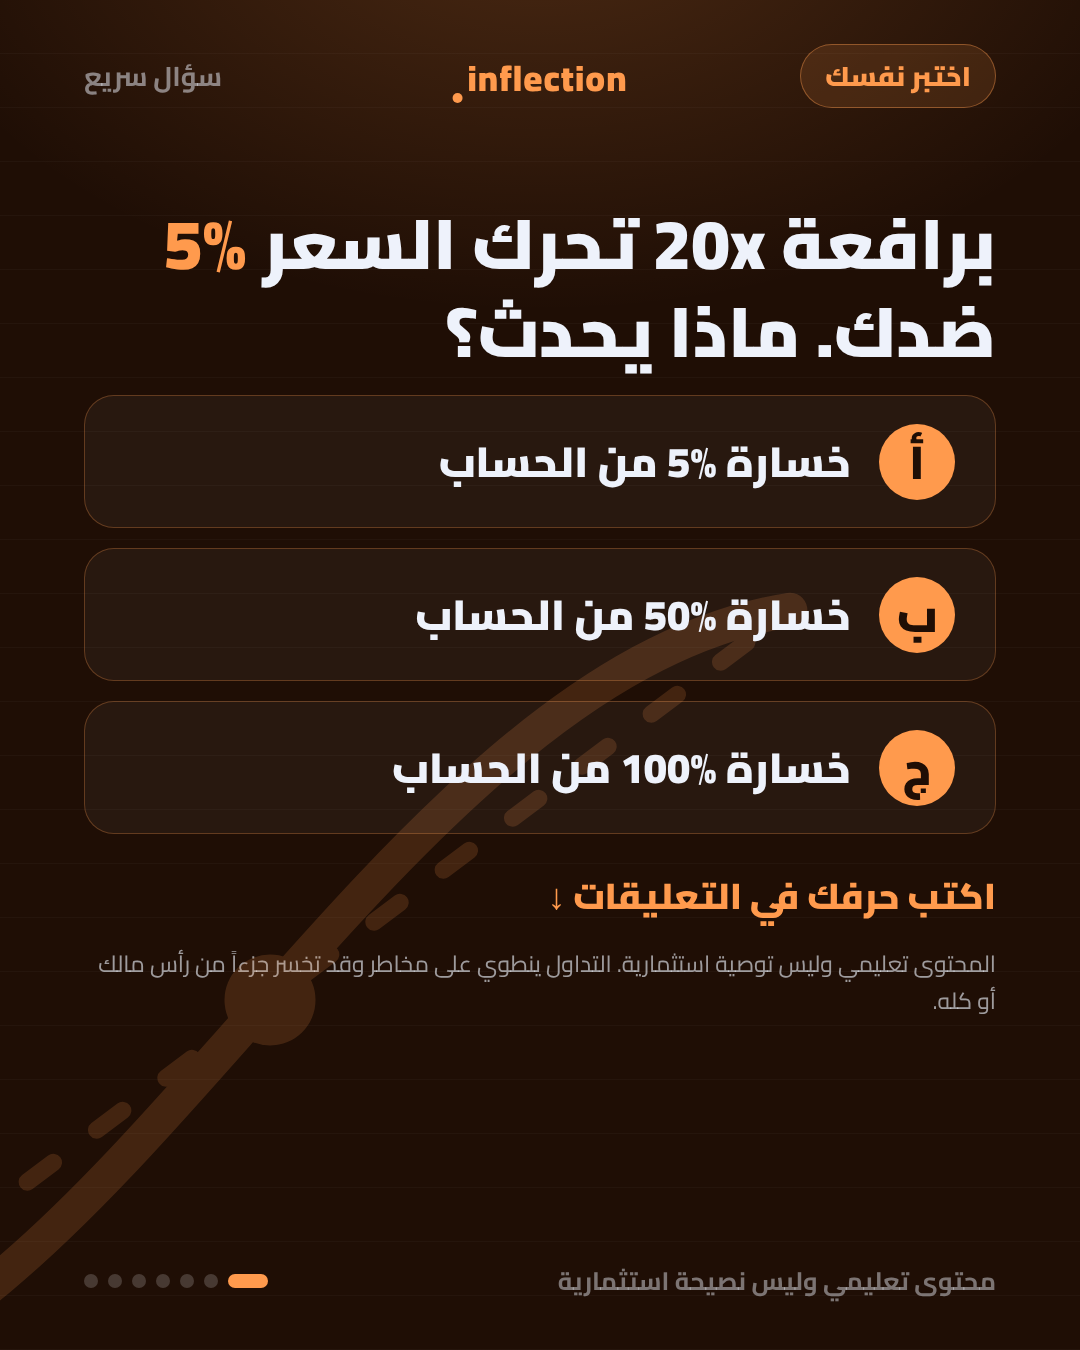 اختبر نفسك
inflection.
سؤال سريع
برافعة 20x تحرك السعر 5%
ضدك. ماذا يحدث؟
أ
خسارة 5% من الحساب
ب
خسارة 50% من الحساب
ج
خسارة 100% من الحساب
اكتب حرفك في التعليقات ↓
المحتوى تعليمي وليس توصية استثمارية. التداول ينطوي على مخاطر وقد تخسر جزءاً من رأس مالك
أو كله.
محتوى تعليمي وليس نصيحة استثمارية